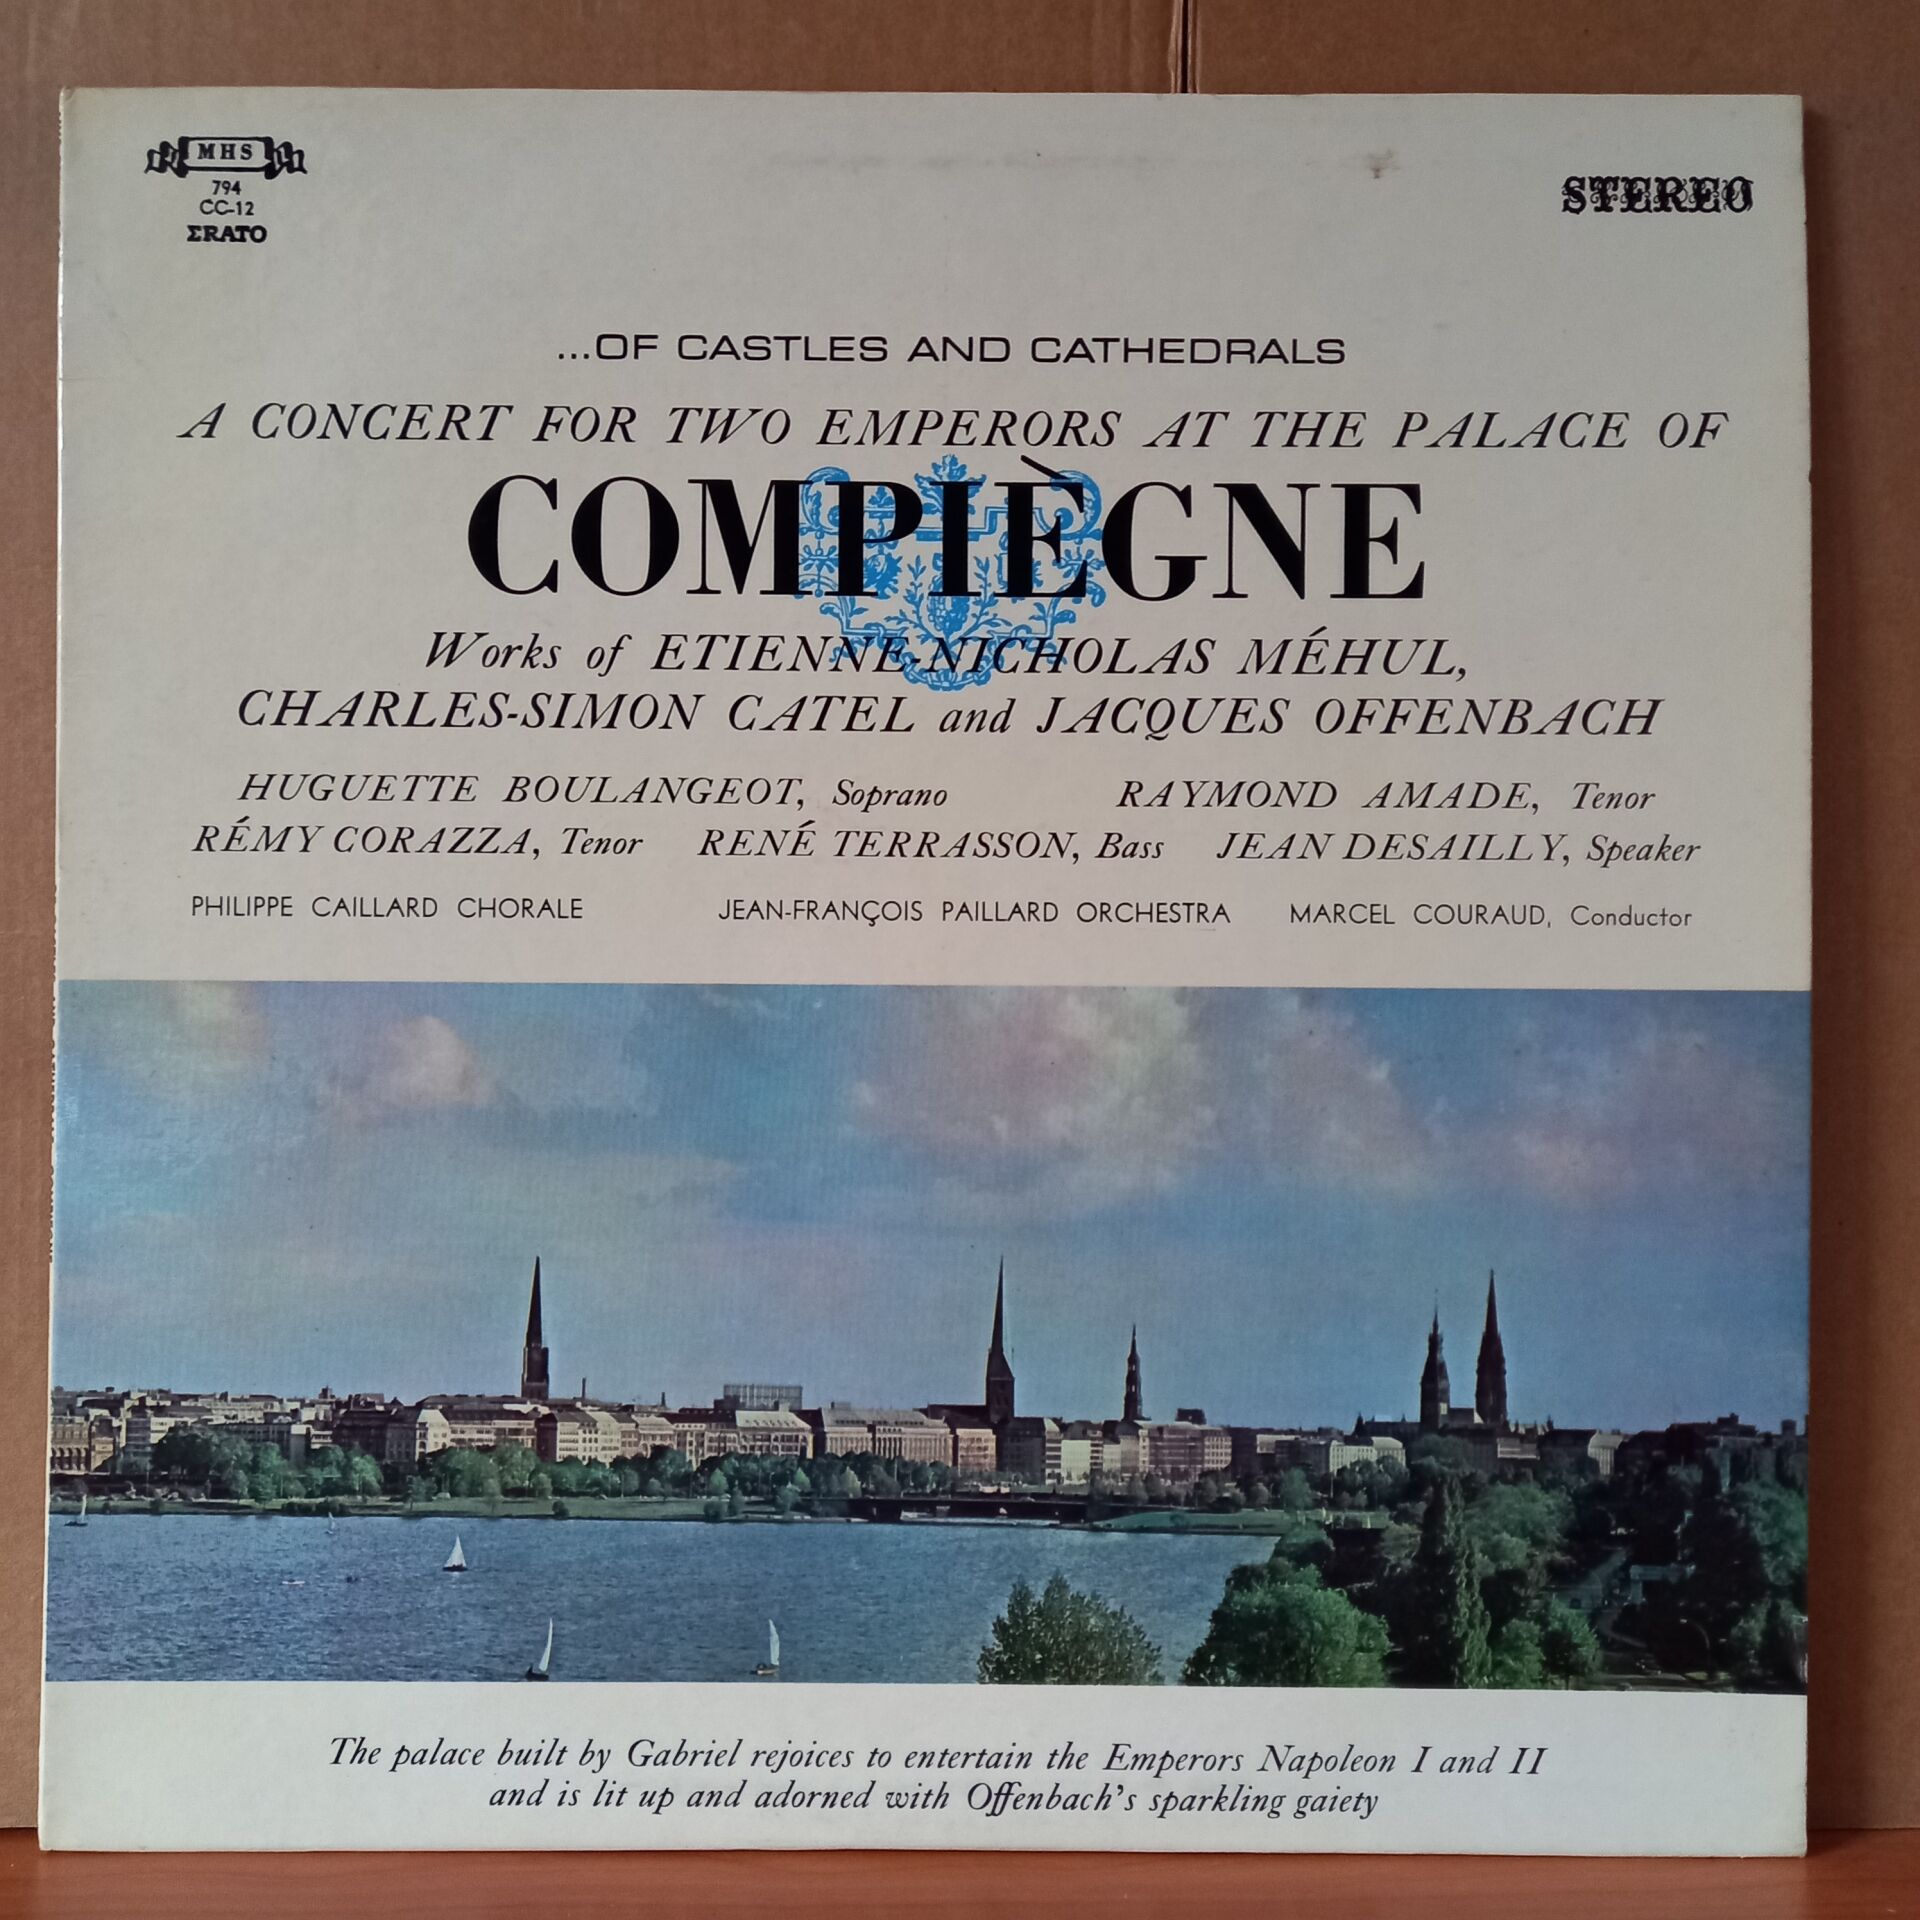 MHS
794
CC-12
ΣRATO
STEREO
...OF CASTLES AND CATHEDRALS
A CONCERT FOR TWO EMPERORS AT THE PALACE OF
COMPIÈGNE
Works of ETIENNE-NICHOLAS MÉHUL,
CHARLES-SIMON CATEL and JACQUES OFFENBACH
HUGUETTE BOULANGEOT, Soprano RAYMOND AMADE, Tenor
RÉMY CORAZZA, Tenor RENÉ TERRASSON, Bass JEAN DESAILLY, Speaker
PHILIPPE CAILLARD CHORALE JEAN-FRANÇOIS PAILLARD ORCHESTRA MARCEL COURAUD, Conductor
The palace built by Gabriel rejoices to entertain the Emperors Napoleon I and II
and is lit up and adorned with Offenbach's sparkling gaiety